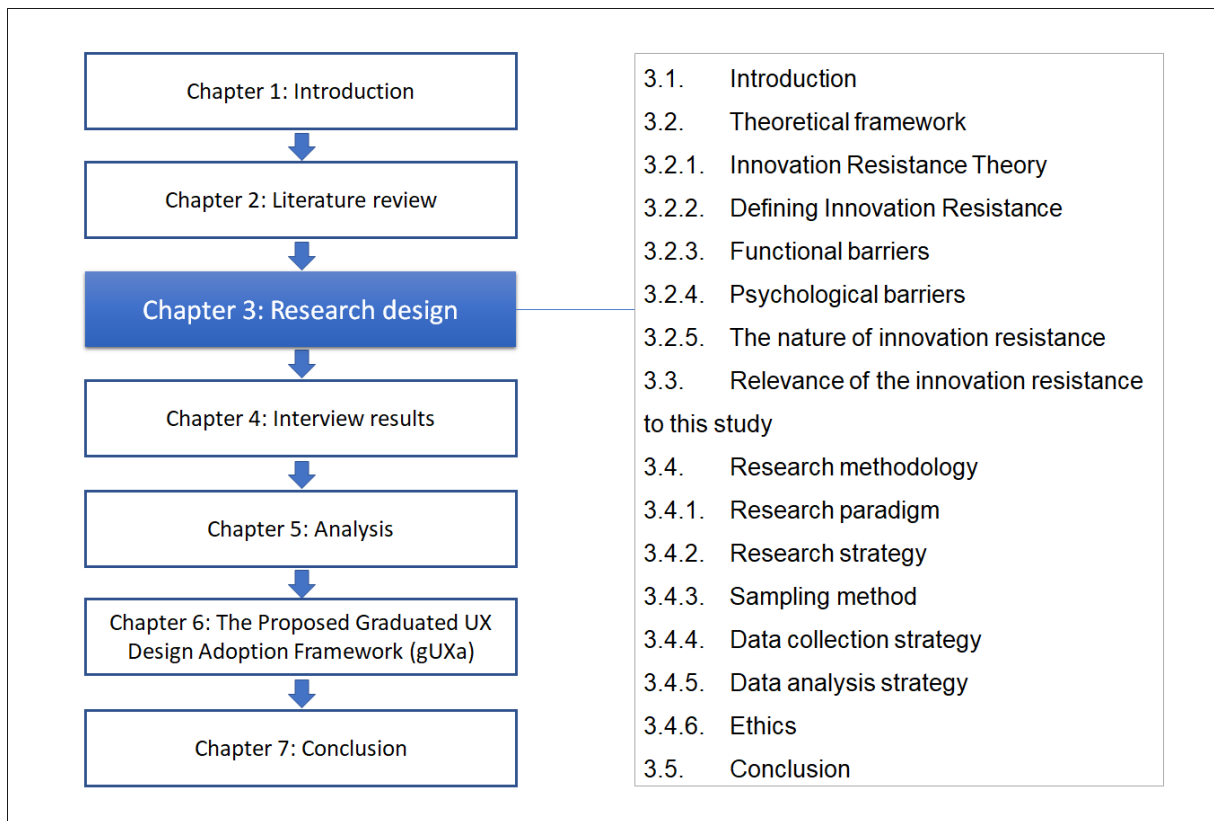 Chapter 1: Introduction
Chapter 2: Literature review
Chapter 3: Research design
Chapter 4: Interview results
Chapter 5: Analysis
Chapter 6: The Proposed Graduated UX
Design Adoption Framework (gUXa)
Chapter 7: Conclusion
3.1. Introduction
3.2. Theoretical framework
3.2.1. Innovation Resistance Theory
3.2.2. Defining Innovation Resistance
3.2.3. Functional barriers
3.2.4. Psychological barriers
3.2.5. The nature of innovation resistance
3.3. Relevance of the innovation resistance
to this study
3.4. Research methodology
3.4.1. Research paradigm
3.4.2. Research strategy
3.4.3. Sampling method
3.4.4. Data collection strategy
3.4.5. Data analysis strategy
3.4.6. Ethics
3.5. Conclusion